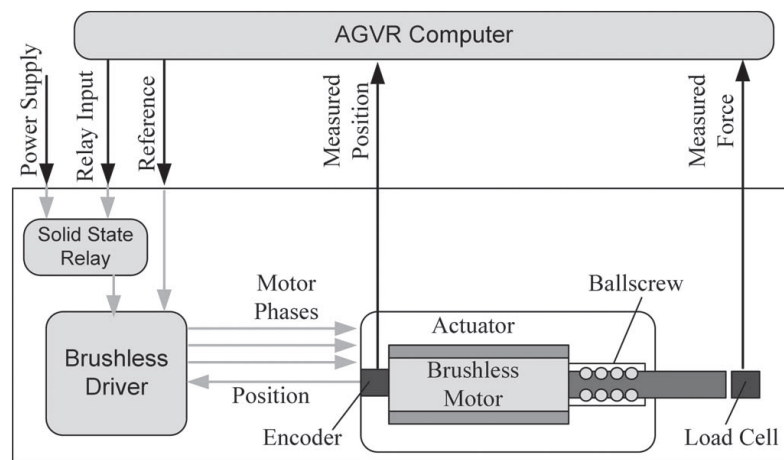 AGVR Computer
Power Supply
Relay Input
Reference
Measured
Position
Measured
Force
Solid State
Relay
Motor
Phases
Ballscrew
Actuator
Brushless
Driver
Brushless
Motor
Position
Encoder
Load Cell